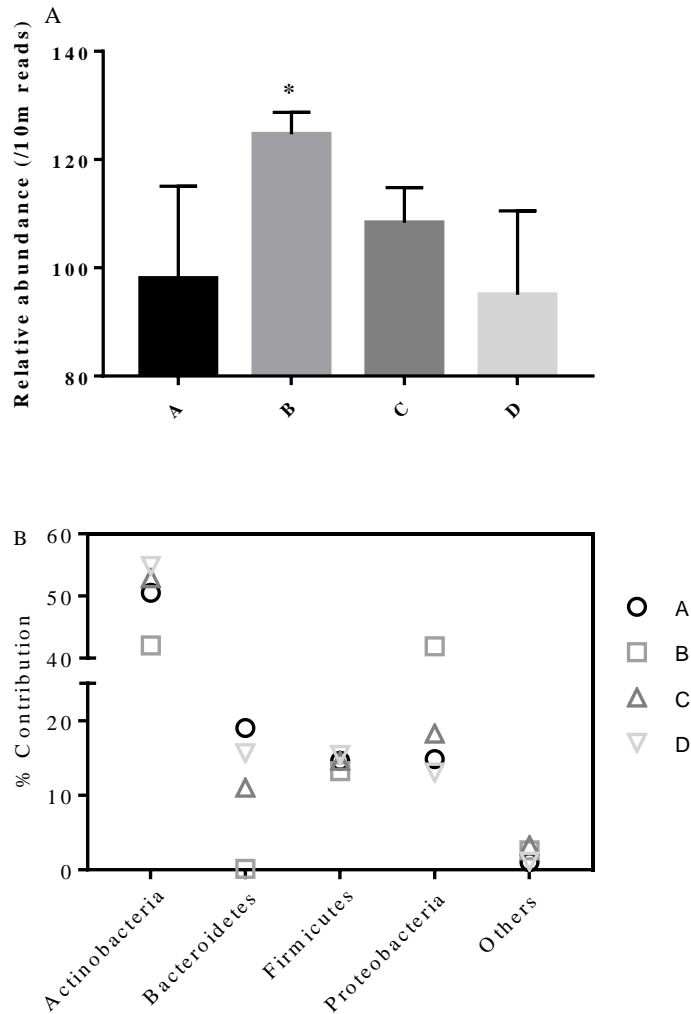 A
Relative abundance (/10m reads)
140
*
120
100
80
A B C D
B
% Contribution
60
50
40
20
10
0
A
B
C
D
Actinobacteria
Bacteroidetes
Firmicutes
Proteobacteria
Others